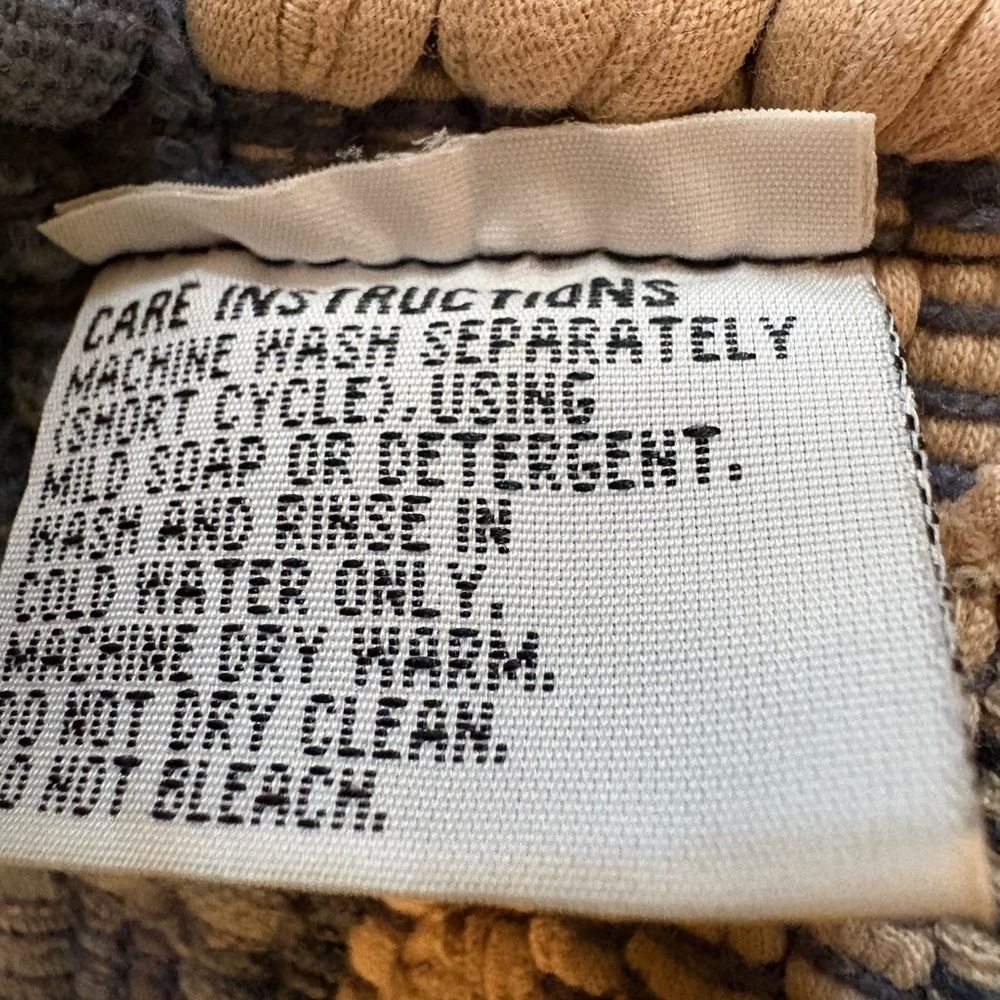 CARE INSTRUCTIONS
MACHINE WASH SEPARATELY
(SHORT CYCLE), USING
MILD SOAP OR DETERGENT.
WASH AND RINSE IN
COLD WATER ONLY.
MACHINE DRY WARM.
DO NOT DRY CLEAN.
DO NOT BLEACH.